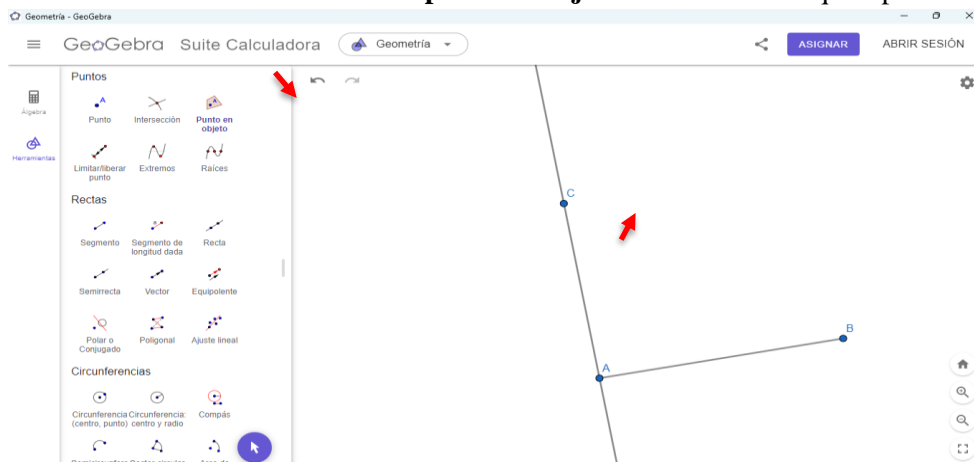 Geometría - GeoGebra
GeoGebra Suite Calculadora
Geometría
ASIGNAR
ABRIR SESIÓN
Álgebra
Herramientas
Puntos
Punto
Intersección
Punto en
objeto
Limitar/liberar
punto
Extremos
Raíces
Rectas
Segmento
Segmento de
longitud dada
Recta
Semirrecta
Vector
Equipolente
Polar o
Conjugado
Poligonal
Ajuste lineal
Circunferencias
Circunferencia
(centro, punto)
Circunferencia:
centro y radio
Compás
C
B
A